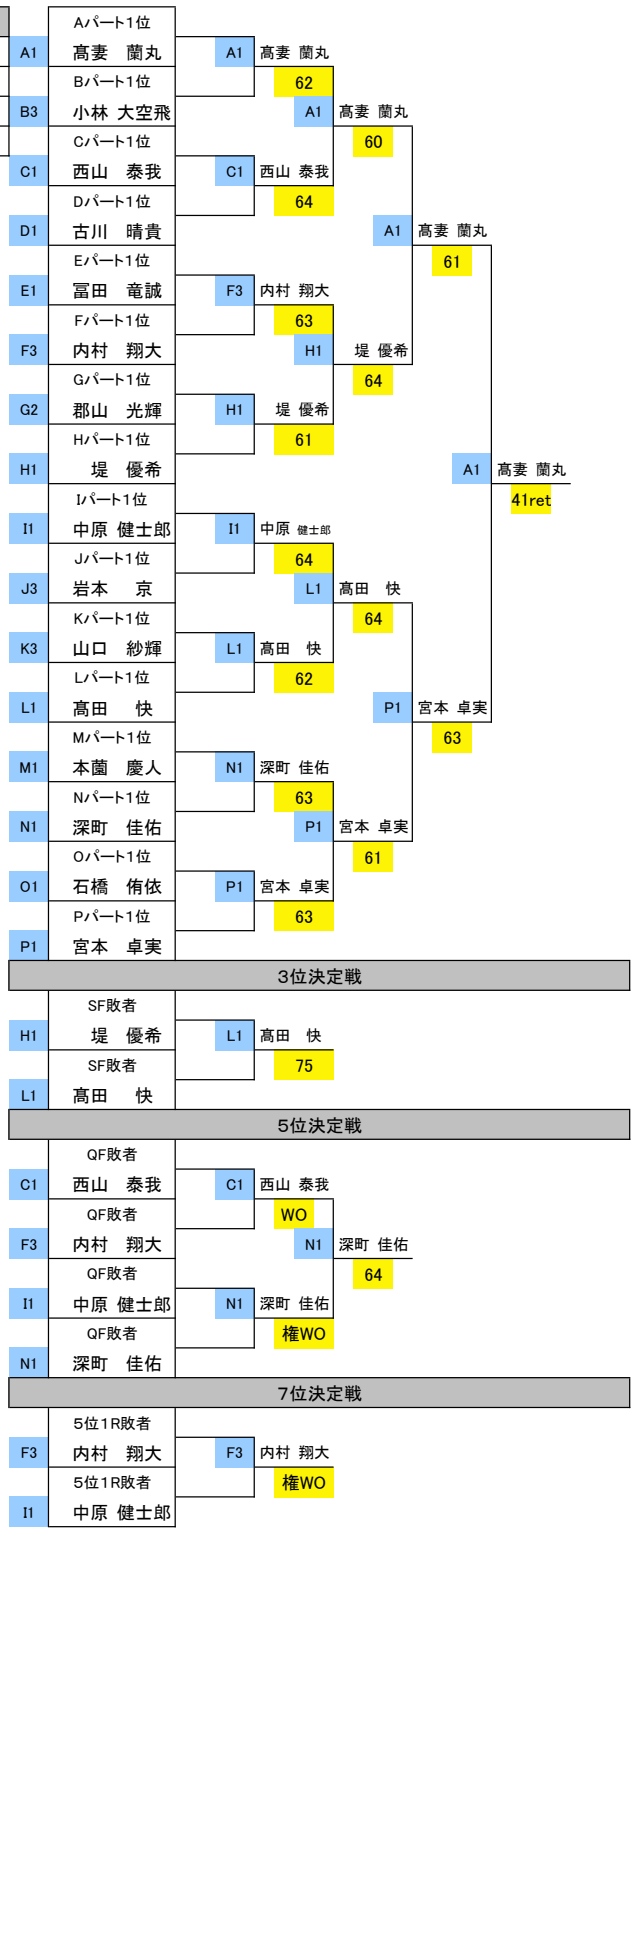 Aパート1位
A1 髙妻 蘭丸 A1 髙妻 蘭丸
Bパート1位 62
B3 小林 大空飛 A1 髙妻 蘭丸
Cパート1位 60
C1 西山 泰我 C1 西山 泰我
Dパート1位 64
D1 古川 晴貴 A1 髙妻 蘭丸
Eパート1位 61
E1 冨田 竜誠 F3 内村 翔大
Fパート1位 63
F3 内村 翔大 H1 堤 優希
Gパート1位 64
G2 郡山 光輝 H1 堤 優希
Hパート1位 61
H1 堤 優希 A1 髙妻 蘭丸
Iパート1位 41ret
I1 中原 健士郎 I1 中原 健士郎
Jパート1位 64
J3 岩本 京 L1 髙田 快
Kパート1位 64
K3 山口 紗輝 L1 髙田 快
Lパート1位 62
L1 髙田 快 P1 宮本 卓実
Mパート1位 63
M1 本薗 慶人 N1 深町 佳佑
Nパート1位 63
N1 深町 佳佑 P1 宮本 卓実
Oパート1位 61
O1 石橋 侑依 P1 宮本 卓実
Pパート1位 63
P1 宮本 卓実
3位決定戦
SF敗者
H1 堤 優希 L1 髙田 快
SF敗者 75
L1 髙田 快
5位決定戦
QF敗者
C1 西山 泰我 C1 西山 泰我
QF敗者 WO
F3 内村 翔大 N1 深町 佳佑
QF敗者 64
I1 中原 健士郎 N1 深町 佳佑
QF敗者 権WO
N1 深町 佳佑
7位決定戦
5位1R敗者
F3 内村 翔大 F3 内村 翔大
5位1R敗者 権WO
I1 中原 健士郎